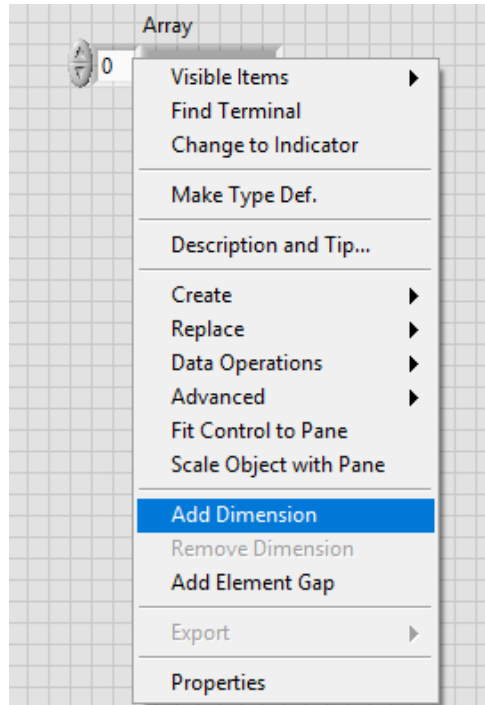 Array
0
Visible Items
Find Terminal
Change to Indicator
Make Type Def.
Description and Tip...
Create
Replace
Data Operations
Advanced
Fit Control to Pane
Scale Object with Pane
Add Dimension
Remove Dimension
Add Element Gap
Export
Properties